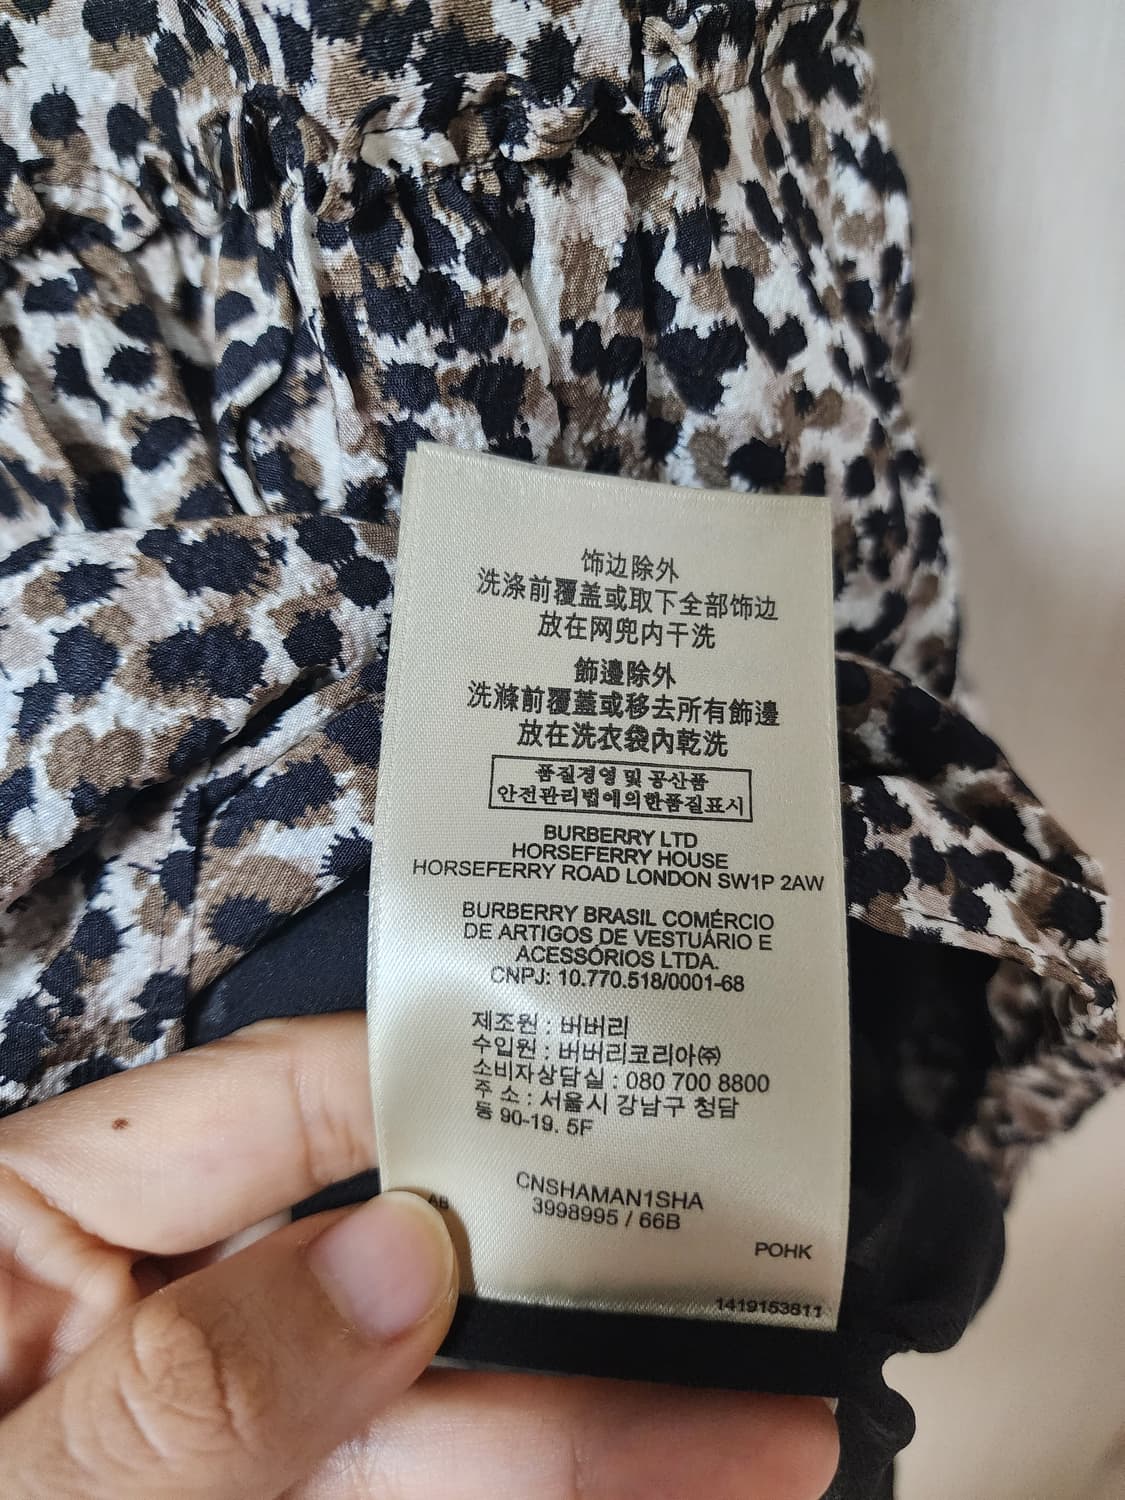 饰边除外
洗涤前覆盖或取下全部饰边
放在网兜内干洗
飾邊除外
洗滌前覆蓋或移去所有飾邊
放在洗衣袋內乾洗
품질경영 및 공산품
안전관리법에의한품질표시
BURBERRY LTD
HORSEFERRY HOUSE
HORSEFERRY ROAD LONDON SW1P 2AW
BURBERRY BRASIL COMÉRCIO
DE ARTIGOS DE VESTUÁRIO E
ACESSÓRIOS LTDA.
CNPJ: 10.770.518/0001-68
제조원 : 버버리
수입원 : 버버리코리아㈜
소비자상담실 : 080 700 8800
주 소 : 서울시 강남구 청담
동 90-19. 5F
CNSHAMAN1SHA
AB
3998995 / 66B
POHK
1419153611